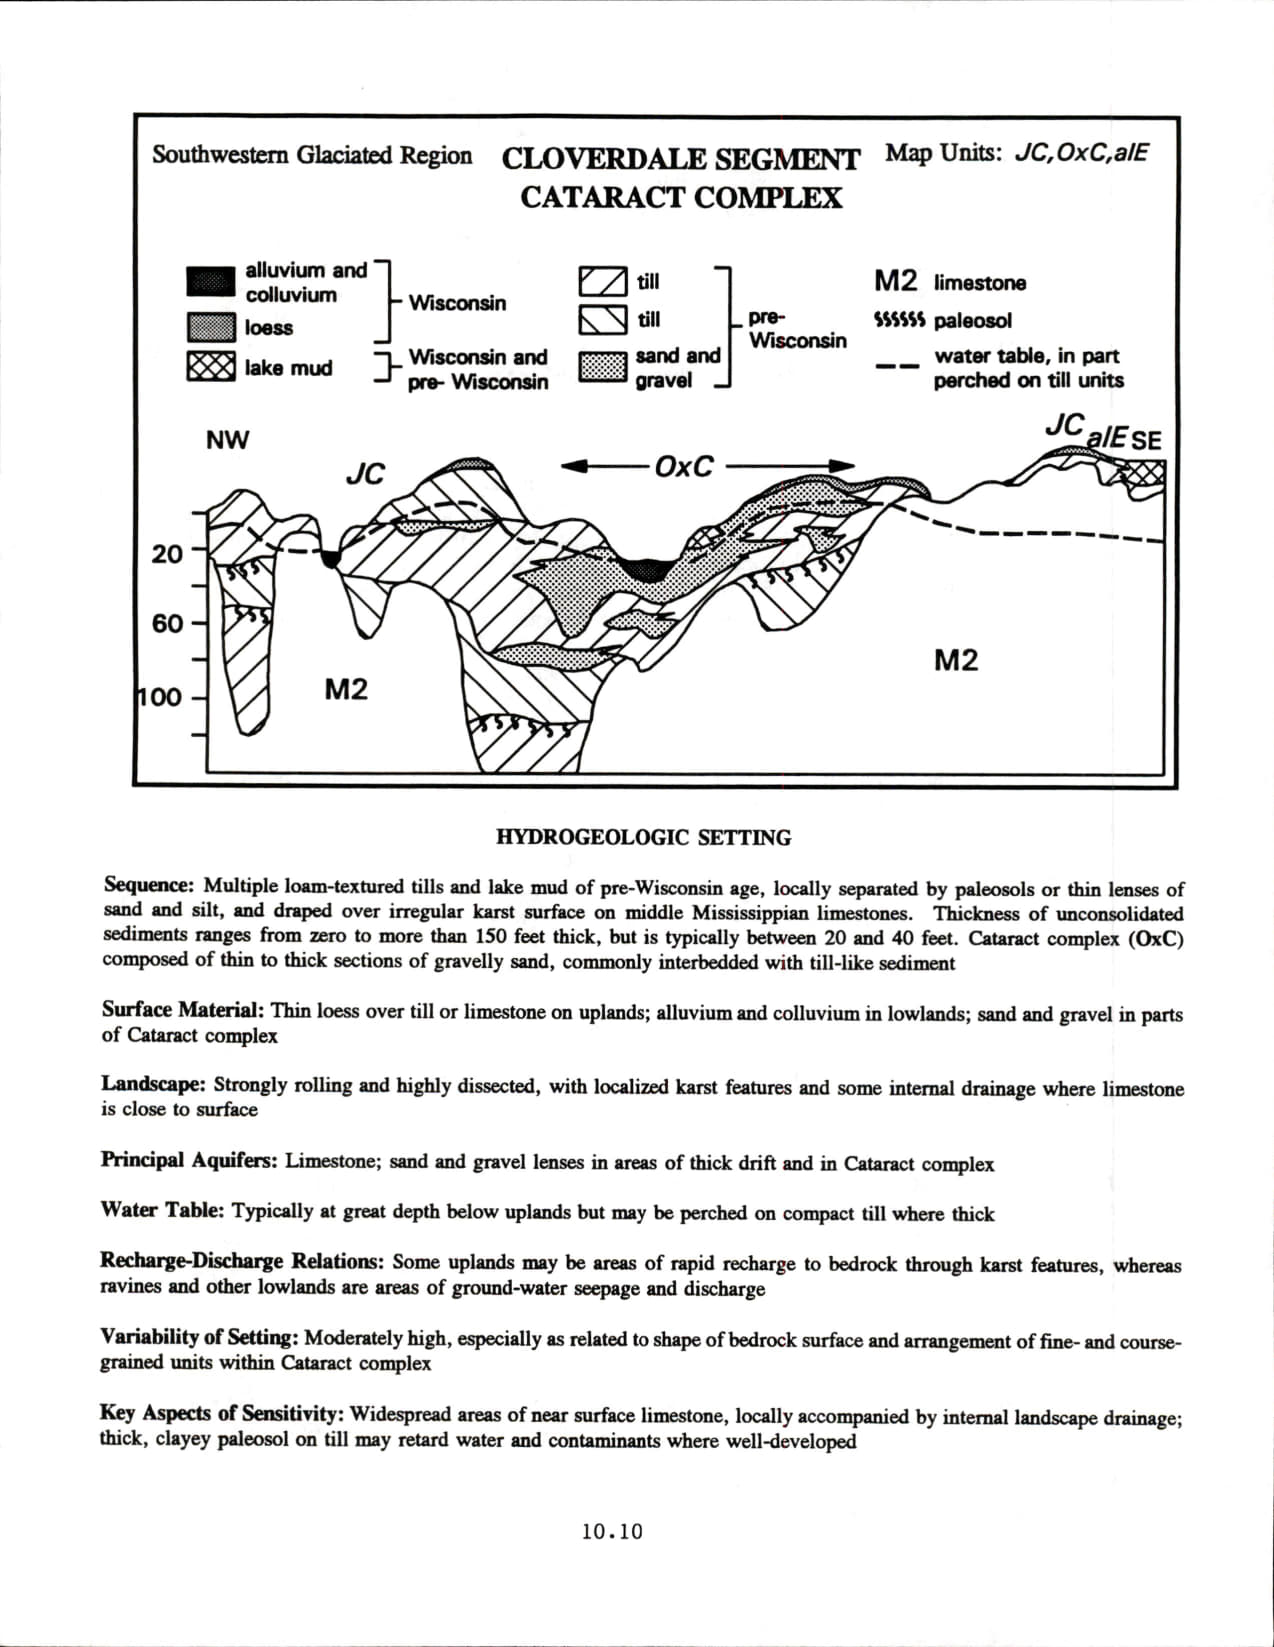 Southwestern Glaciated Region CLOVERDALE SEGMENT Map Units: JC,OxC,alE
CATARACT COMPLEX
alluvium and
colluvium
loess
Wisconsin
lake mud
Wisconsin and
pre- Wisconsin
till
till
sand and
gravel
pre-
Wisconsin
M2 limestone
paleosol
water table, in part
perched on till units
NW
JC
OxC
JC
alE SE
20
60
100
M2
M2
HYDROGEOLOGIC SETTING
Sequence: Multiple loam-textured tills and lake mud of pre-Wisconsin age, locally separated by paleosols or thin lenses of
sand and silt, and draped over irregular karst surface on middle Mississippian limestones. Thickness of unconsolidated
sediments ranges from zero to more than 150 feet thick, but is typically between 20 and 40 feet. Cataract complex (OxC)
composed of thin to thick sections of gravelly sand, commonly interbedded with till-like sediment
Surface Material: Thin loess over till or limestone on uplands; alluvium and colluvium in lowlands; sand and gravel in parts
of Cataract complex
Landscape: Strongly rolling and highly dissected, with localized karst features and some internal drainage where limestone
is close to surface
Principal Aquifers: Limestone; sand and gravel lenses in areas of thick drift and in Cataract complex
Water Table: Typically at great depth below uplands but may be perched on compact till where thick
Recharge-Discharge Relations: Some uplands may be areas of rapid recharge to bedrock through karst features, whereas
ravines and other lowlands are areas of ground-water seepage and discharge
Variability of Setting: Moderately high, especially as related to shape of bedrock surface and arrangement of fine- and course-
grained units within Cataract complex
Key Aspects of Sensitivity: Widespread areas of near surface limestone, locally accompanied by internal landscape drainage;
thick, clayey paleosol on till may retard water and contaminants where well-developed
10.10